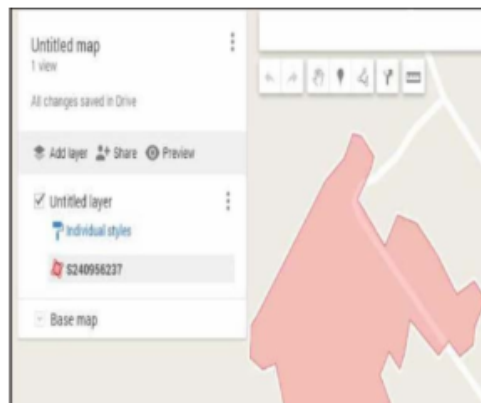 Untitled map
1 view
All changes saved in Drive
Add layer Share Preview
Untitled layer
Individual styles
S240956237
Base map